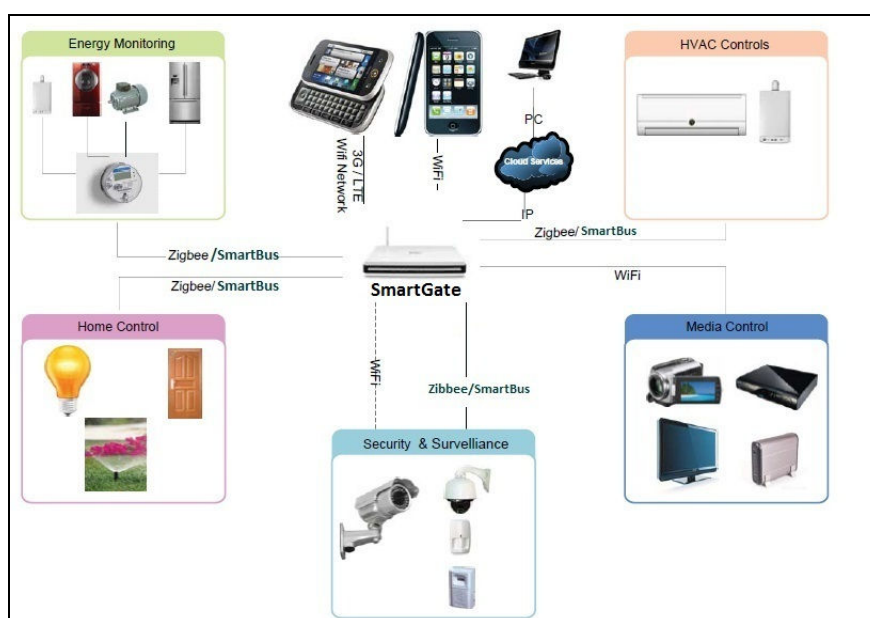 Energy Monitoring
HVAC Controls
PC
Cloud Services
3G / LTE
Wifi Network
WiFi
IP
Zigbee/ SmartBus
Zigbee /SmartBus
Zigbee/ SmartBus
WiFi
SmartGate
Home Control
Media Control
WiFi
Zibbee/SmartBus
Security & Survelliance